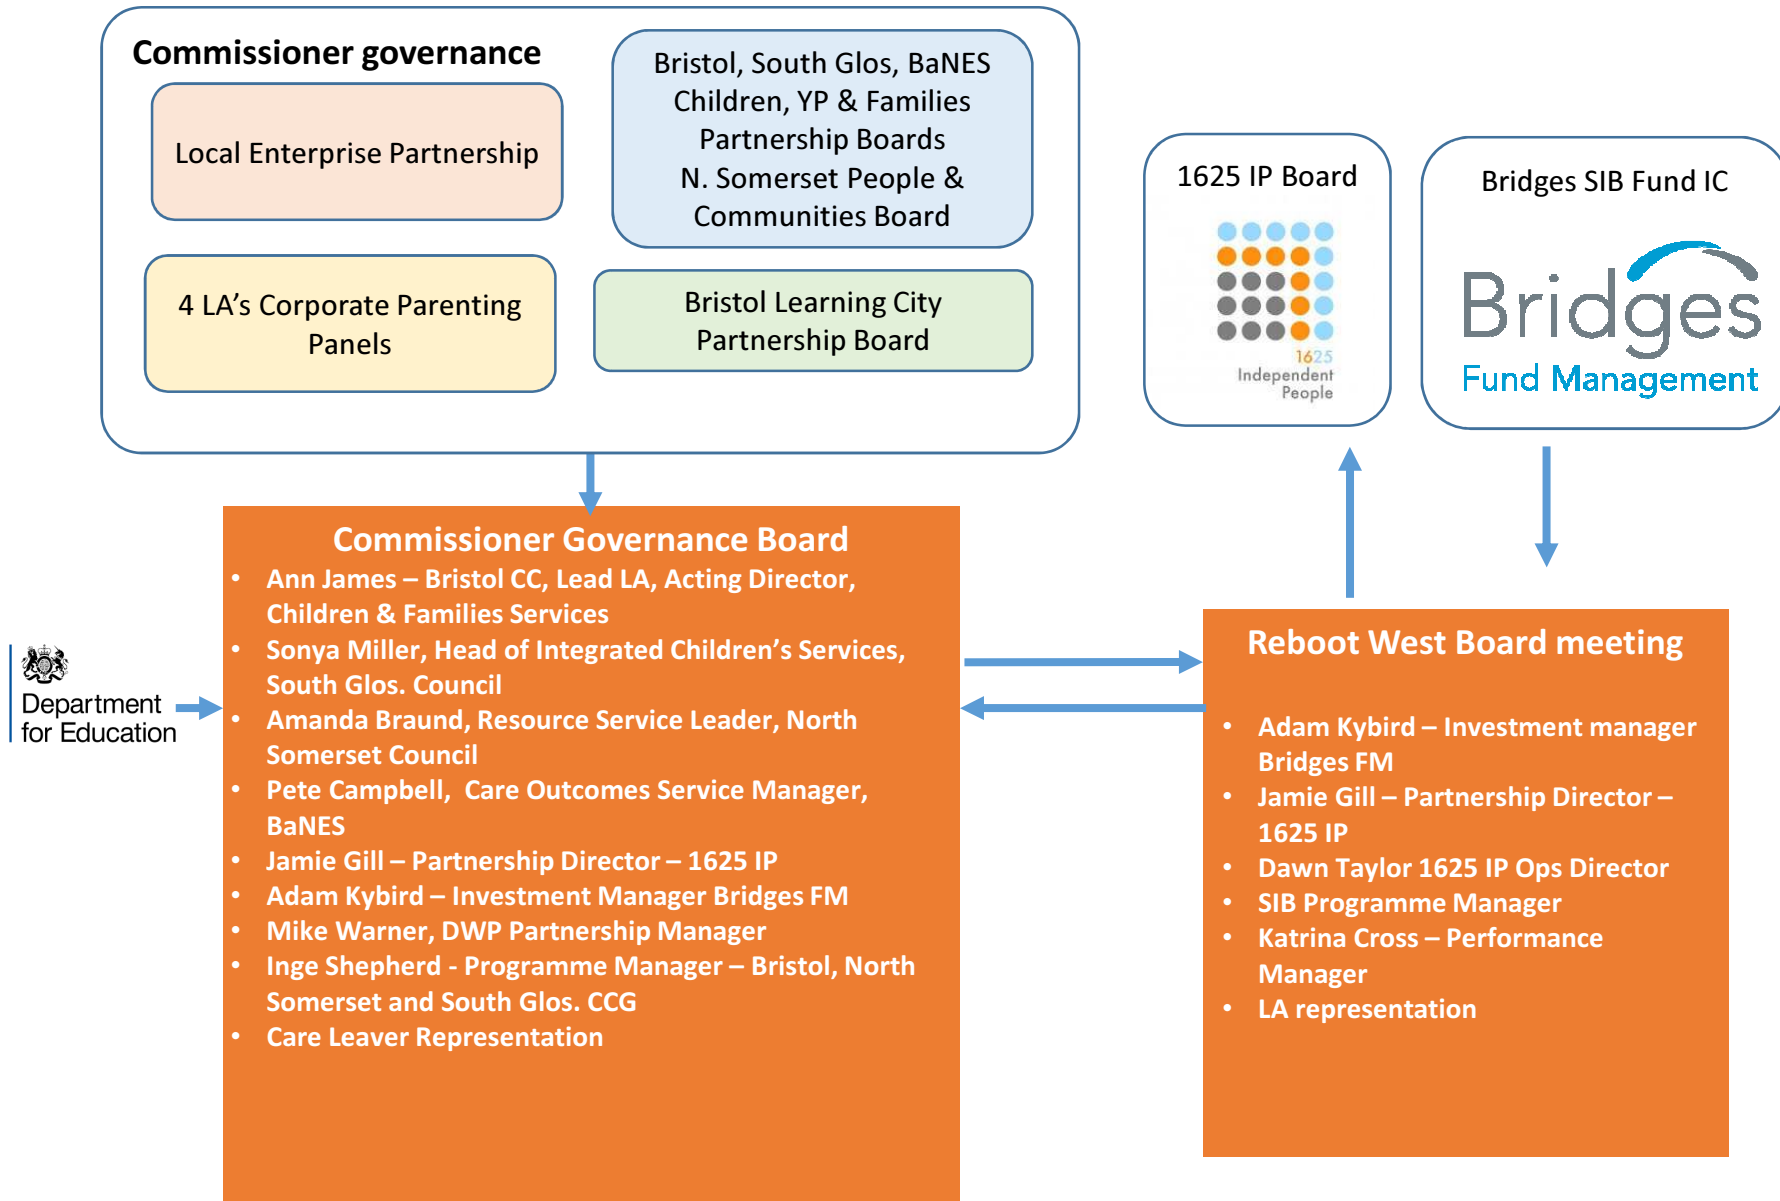 Commissioner governance
Local Enterprise Partnership
Bristol, South Glos, BaNES
Children, YP & Families
Partnership Boards
N. Somerset People &
Communities Board
4 LA's Corporate Parenting
Panels
Bristol Learning City
Partnership Board
1625 IP Board
1625
Independent
People
Bridges SIB Fund IC
Bridges
Fund Management
Department
for Education
Commissioner Governance Board
• Ann James – Bristol CC, Lead LA, Acting Director,
Children & Families Services
• Sonya Miller, Head of Integrated Children's Services,
South Glos. Council
• Amanda Braund, Resource Service Leader, North
Somerset Council
• Pete Campbell, Care Outcomes Service Manager,
BaNES
• Jamie Gill – Partnership Director – 1625 IP
• Adam Kybird – Investment Manager Bridges FM
• Mike Warner, DWP Partnership Manager
• Inge Shepherd - Programme Manager – Bristol, North
Somerset and South Glos. CCG
• Care Leaver Representation
Reboot West Board meeting
• Adam Kybird – Investment manager
Bridges FM
• Jamie Gill – Partnership Director –
1625 IP
• Dawn Taylor 1625 IP Ops Director
• SIB Programme Manager
• Katrina Cross – Performance
Manager
• LA representation